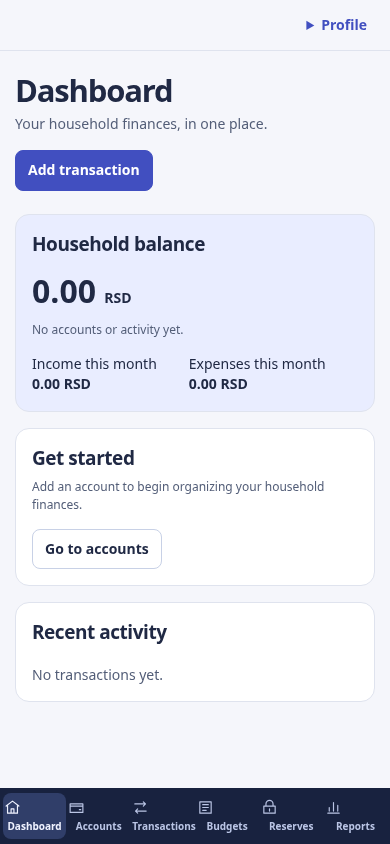 Profile
Dashboard
Your household finances, in one place.
Add transaction
Household balance
0.00 RSD
No accounts or activity yet.
Income this month Expenses this month
0.00 RSD 0.00 RSD
Get started
Add an account to begin organizing your household
finances.
Go to accounts
Recent activity
No transactions yet.
Dashboard Accounts Transactions Budgets Reserves Reports